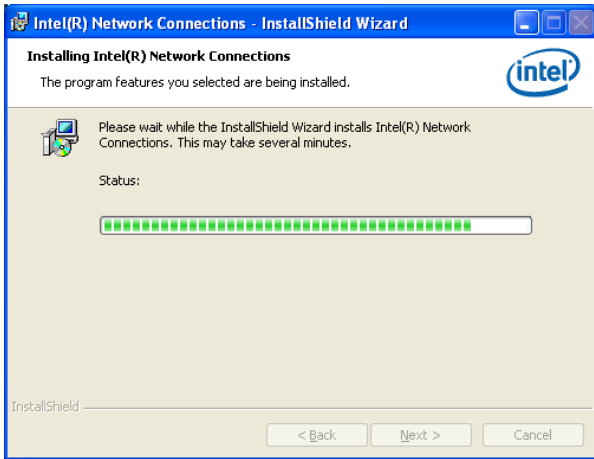 Intel(R) Network Connections - InstallShield Wizard
Installing Intel(R) Network Connections
The program features you selected are being installed.
intel
Please wait while the InstallShield Wizard installs Intel(R) Network
Connections. This may take several minutes.
Status:
InstallShield
< Back
Next >
Cancel